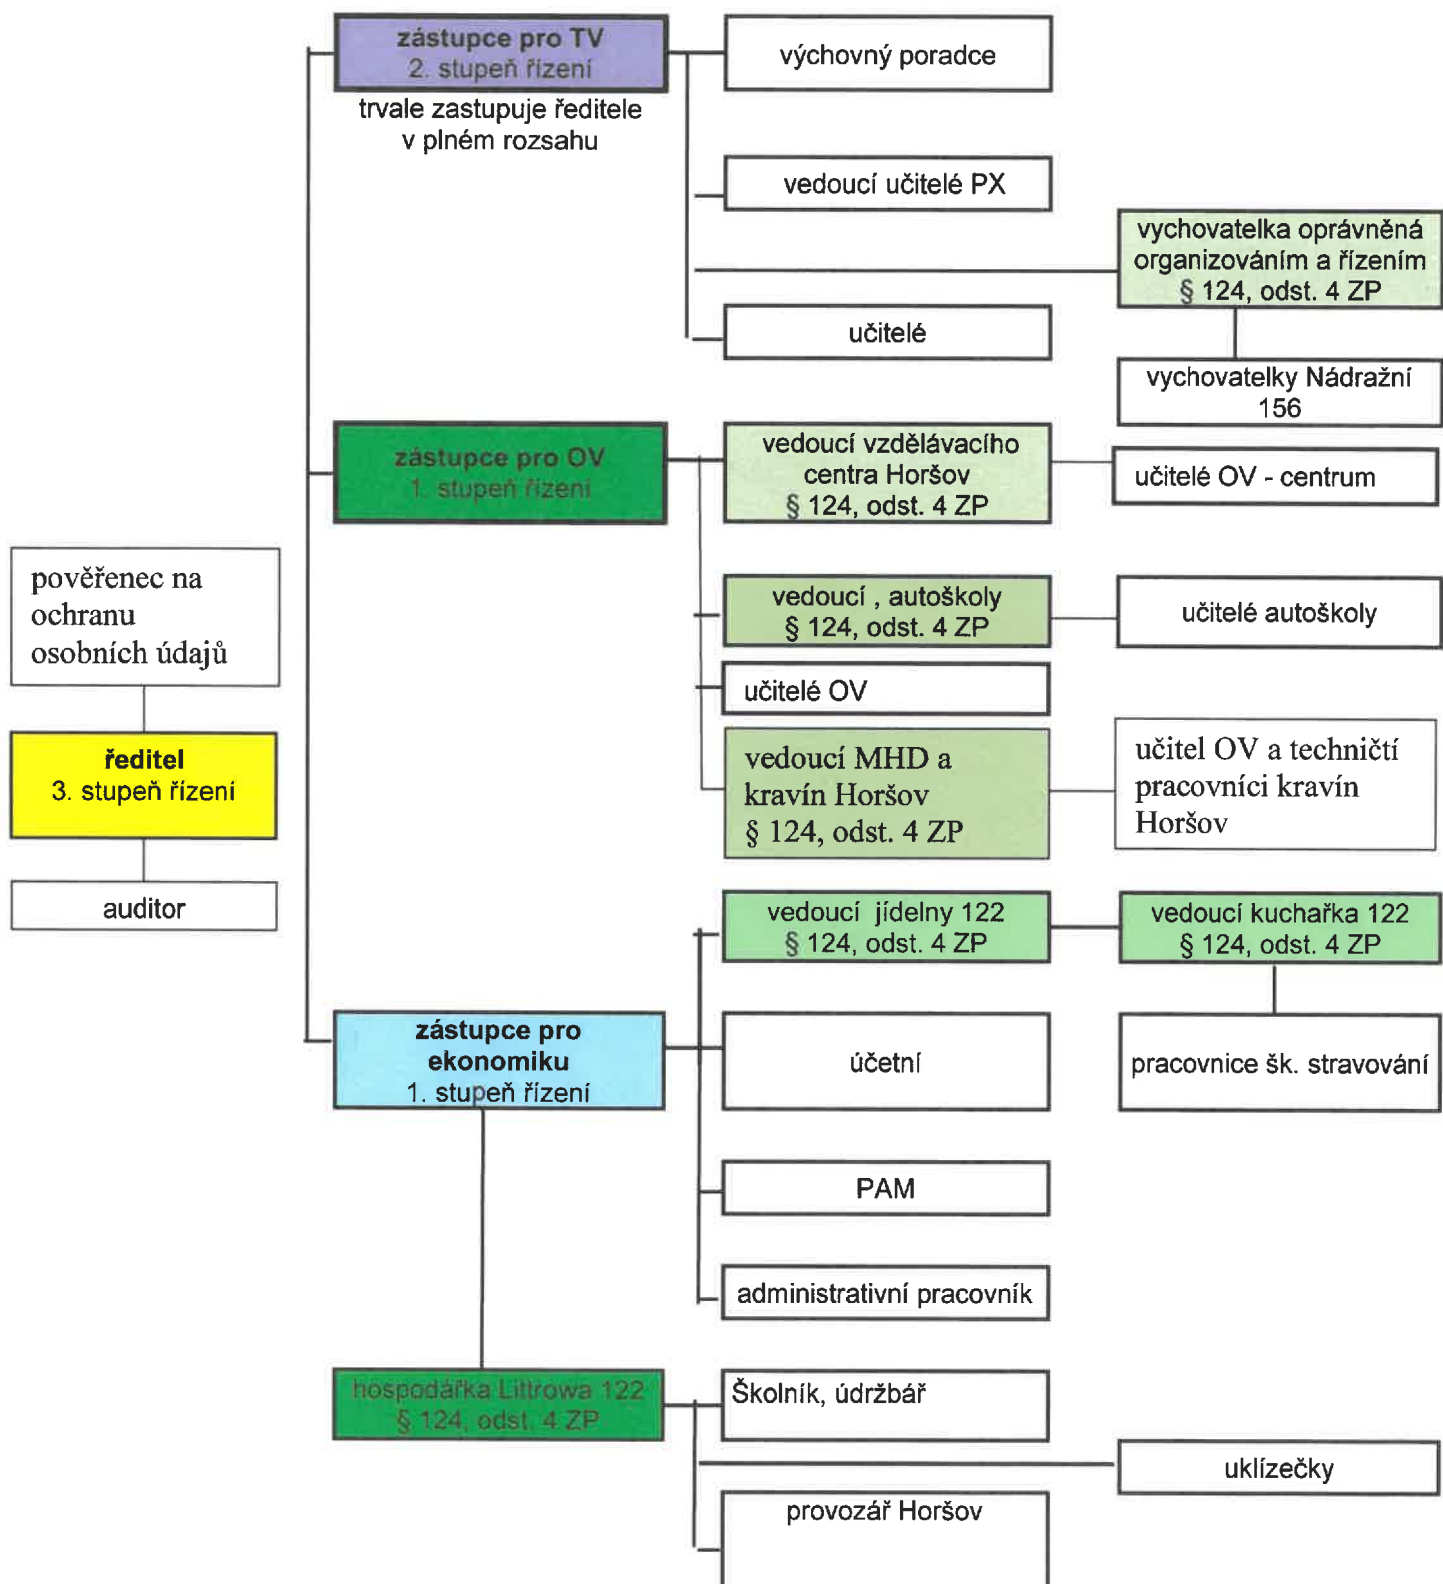 zástupce pro TV
2. stupeň řízení
trvale zastupuje ředitele
v plném rozsahu
výchovný poradce
vedoucí učitelé PX
vychovatelka oprávněná
organizováním a řízením
§ 124, odst. 4 ZP
učitelé
vychovatelky Nádražní
156
zástupce pro OV
1. stupeň řízení
vedoucí vzdělávacího
centra Horšov
§ 124, odst. 4 ZP
učitelé OV - centrum
pověřenec na
ochranu
osobních údajů
vedoucí , autoškoly
§ 124, odst. 4 ZP
učitelé autoškoly
učitelé OV
ředitel
3. stupeň řízení
vedoucí MHD a
kravín Horšov
§ 124, odst. 4 ZP
učitel OV a techničtí
pracovníci kravín
Horšov
auditor
vedoucí jídelny 122
§ 124, odst. 4 ZP
vedoucí kuchařka 122
§ 124, odst. 4 ZP
zástupce pro
ekonomiku
1. stupeň řízení
účetní
pracovnice šk. stravování
PAM
administrativní pracovník
hospodářka Littrowa 122
§ 124, odst. 4 ZP
Školník, údržbář
uklízečky
provozář Horšov